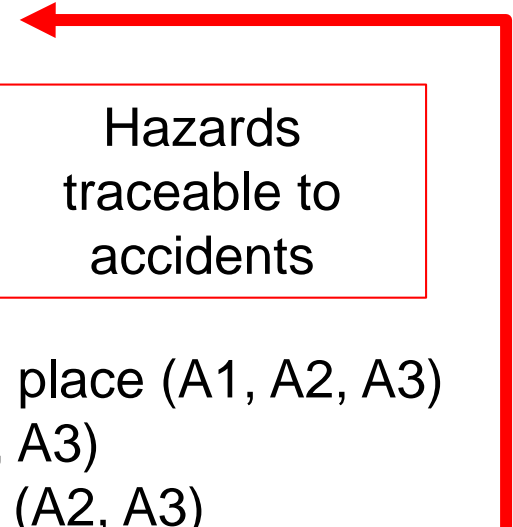 Hazards
traceable to
accidents
place (A1, A2, A3)
, A3)
(A2, A3)